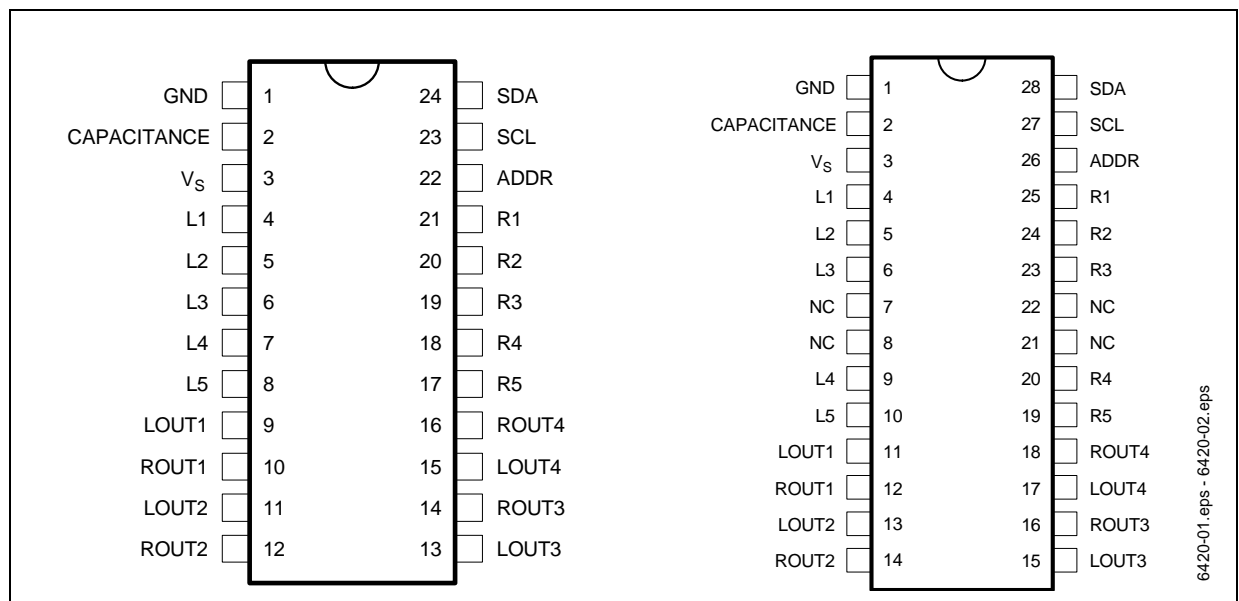 GND 1 24 SDA
CAPACITANCE 2 23 SCL
VS 3 22 ADDR
L1 4 21 R1
L2 5 20 R2
L3 6 19 R3
L4 7 18 R4
L5 8 17 R5
LOUT1 9 16 ROUT4
ROUT1 10 15 LOUT4
LOUT2 11 14 ROUT3
ROUT2 12 13 LOUT3
GND 1 28 SDA
CAPACITANCE 2 27 SCL
VS 3 26 ADDR
L1 4 25 R1
L2 5 24 R2
L3 6 23 R3
NC 7 22 NC
NC 8 21 NC
L4 9 20 R4
L5 10 19 R5
LOUT1 11 18 ROUT4
ROUT1 12 17 LOUT4
LOUT2 13 16 ROUT3
ROUT2 14 15 LOUT3
6420-01.eps - 6420-02.eps